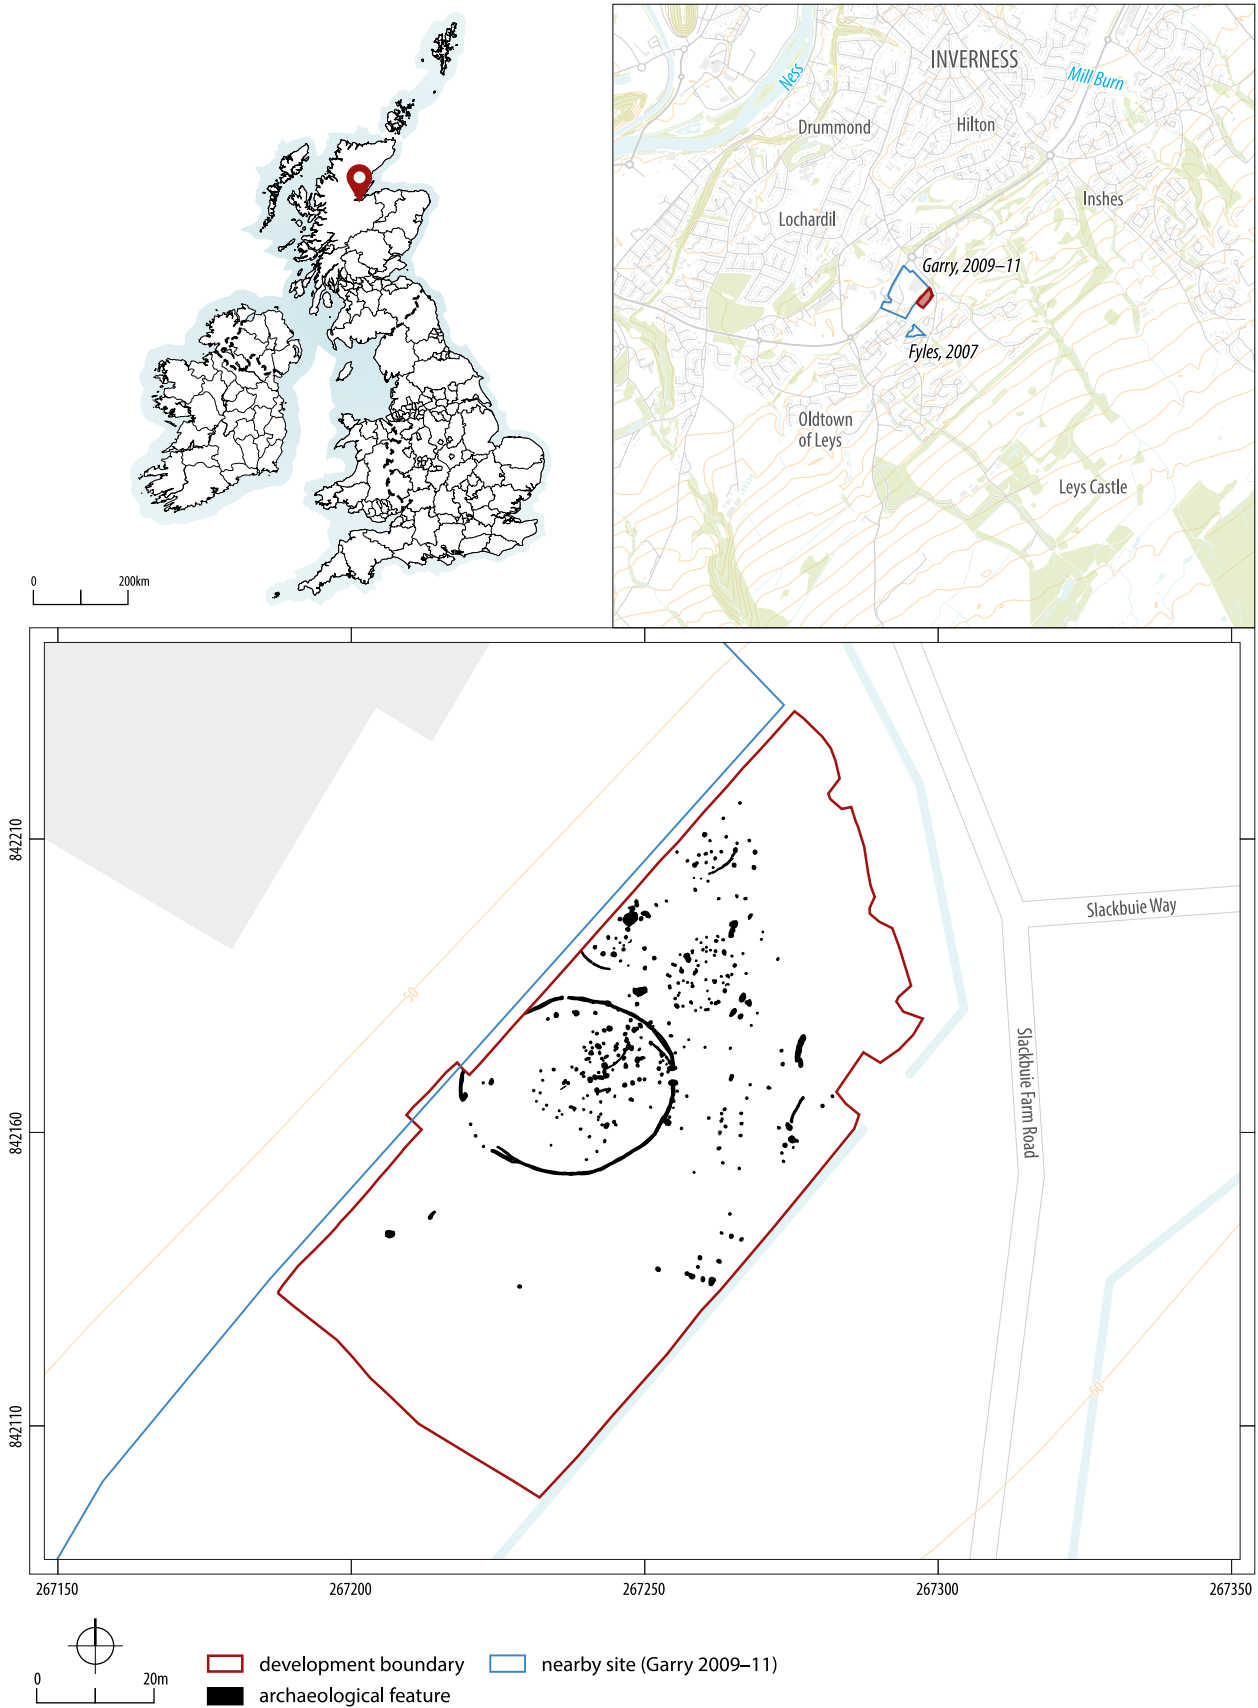 0 200km
INVERNESS
Ness
Mill Burn
Drummond
Hilton
Inshes
Lochardil
Garry, 2009–11
Fyles, 2007
Oldtown
of Leys
Leys Castle
842210
842160
842110
50
60
Slackbuie Way
Slackbuie Farm Road
267150 267200 267250 267300 267350
0 20m
development boundary
nearby site (Garry 2009–11)
archaeological feature